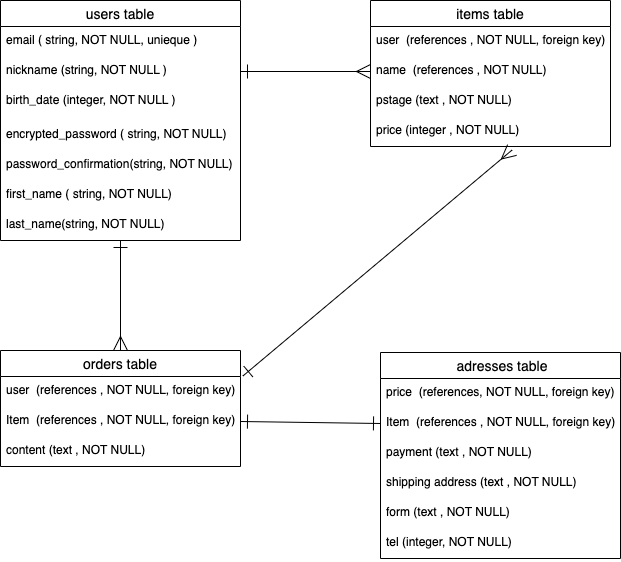 users table
email ( string, NOT NULL, unieque )
nickname (string, NOT NULL )
birth_date (integer, NOT NULL )
encrypted_password ( string, NOT NULL)
password_confirmation(string, NOT NULL)
first_name ( string, NOT NULL)
last_name(string, NOT NULL)
items table
user  (references , NOT NULL, foreign key)
name  (references , NOT NULL)
pstage (text , NOT NULL)
price (integer , NOT NULL)
orders table
user  (references , NOT NULL, foreign key)
Item  (references , NOT NULL, foreign key)
content (text , NOT NULL)
adresses table
price  (references, NOT NULL, foreign key)
Item  (references , NOT NULL, foreign key)
payment (text , NOT NULL)
shipping address (text , NOT NULL)
form (text , NOT NULL)
tel (integer, NOT NULL)